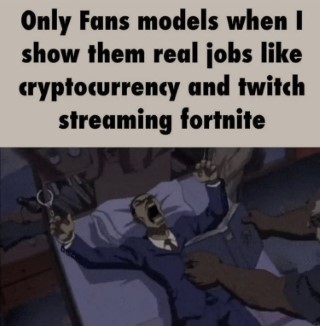 Only Fans models when I
show them real jobs like
cryptocurrency and twitch
streaming fortnite